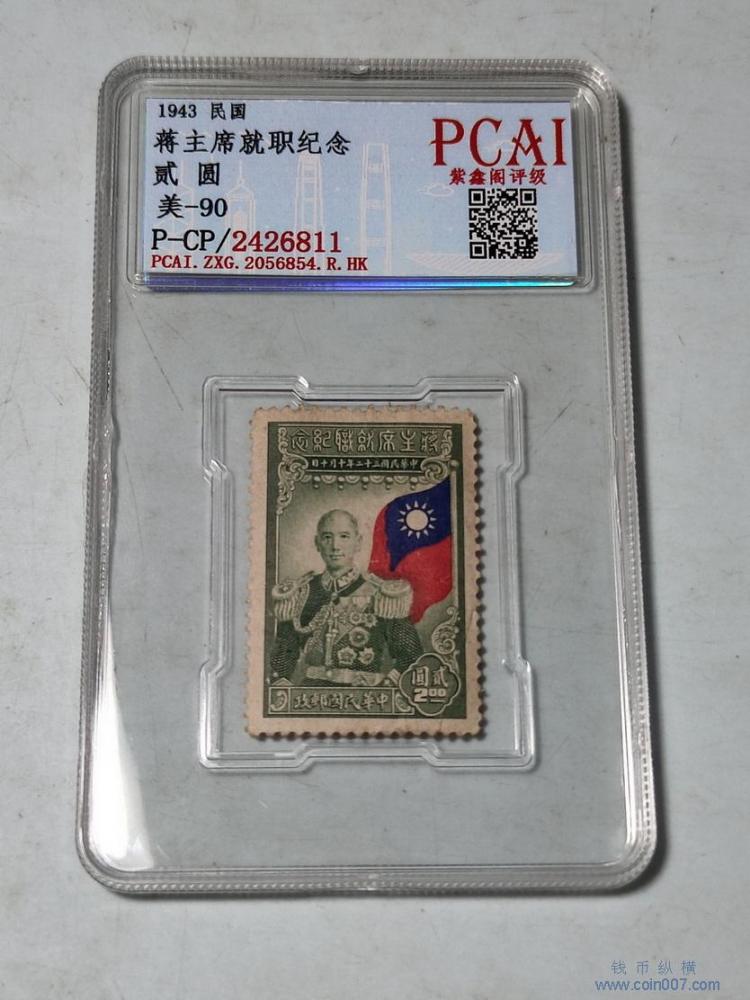 1943 民国
蒋主席就职纪念
贰 圆
美-90
P-CP/2426811
PCAI.ZXG.2056854.R.HK
PCAI
紫鑫阁评级
蔣主席就職紀念
中華民國三十二年十月十日
貳圓
2.00
中華民國郵政
钱币纵横
www.coin007.com